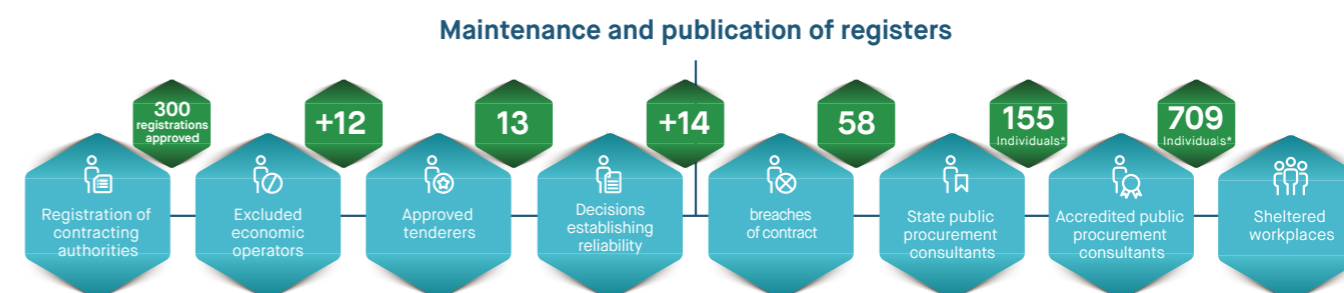 Maintenance and publication of registers
300
registrations
approved
+12
13
+14
58
155
Individuals*
709
Individuals*
Registration of
contracting
authorities
Excluded
economic
operators
Approved
tenderers
Decisions
establishing
reliability
breaches
of contract
State public
procurement
consultants
Accredited public
procurement
consultants
Sheltered
workplaces